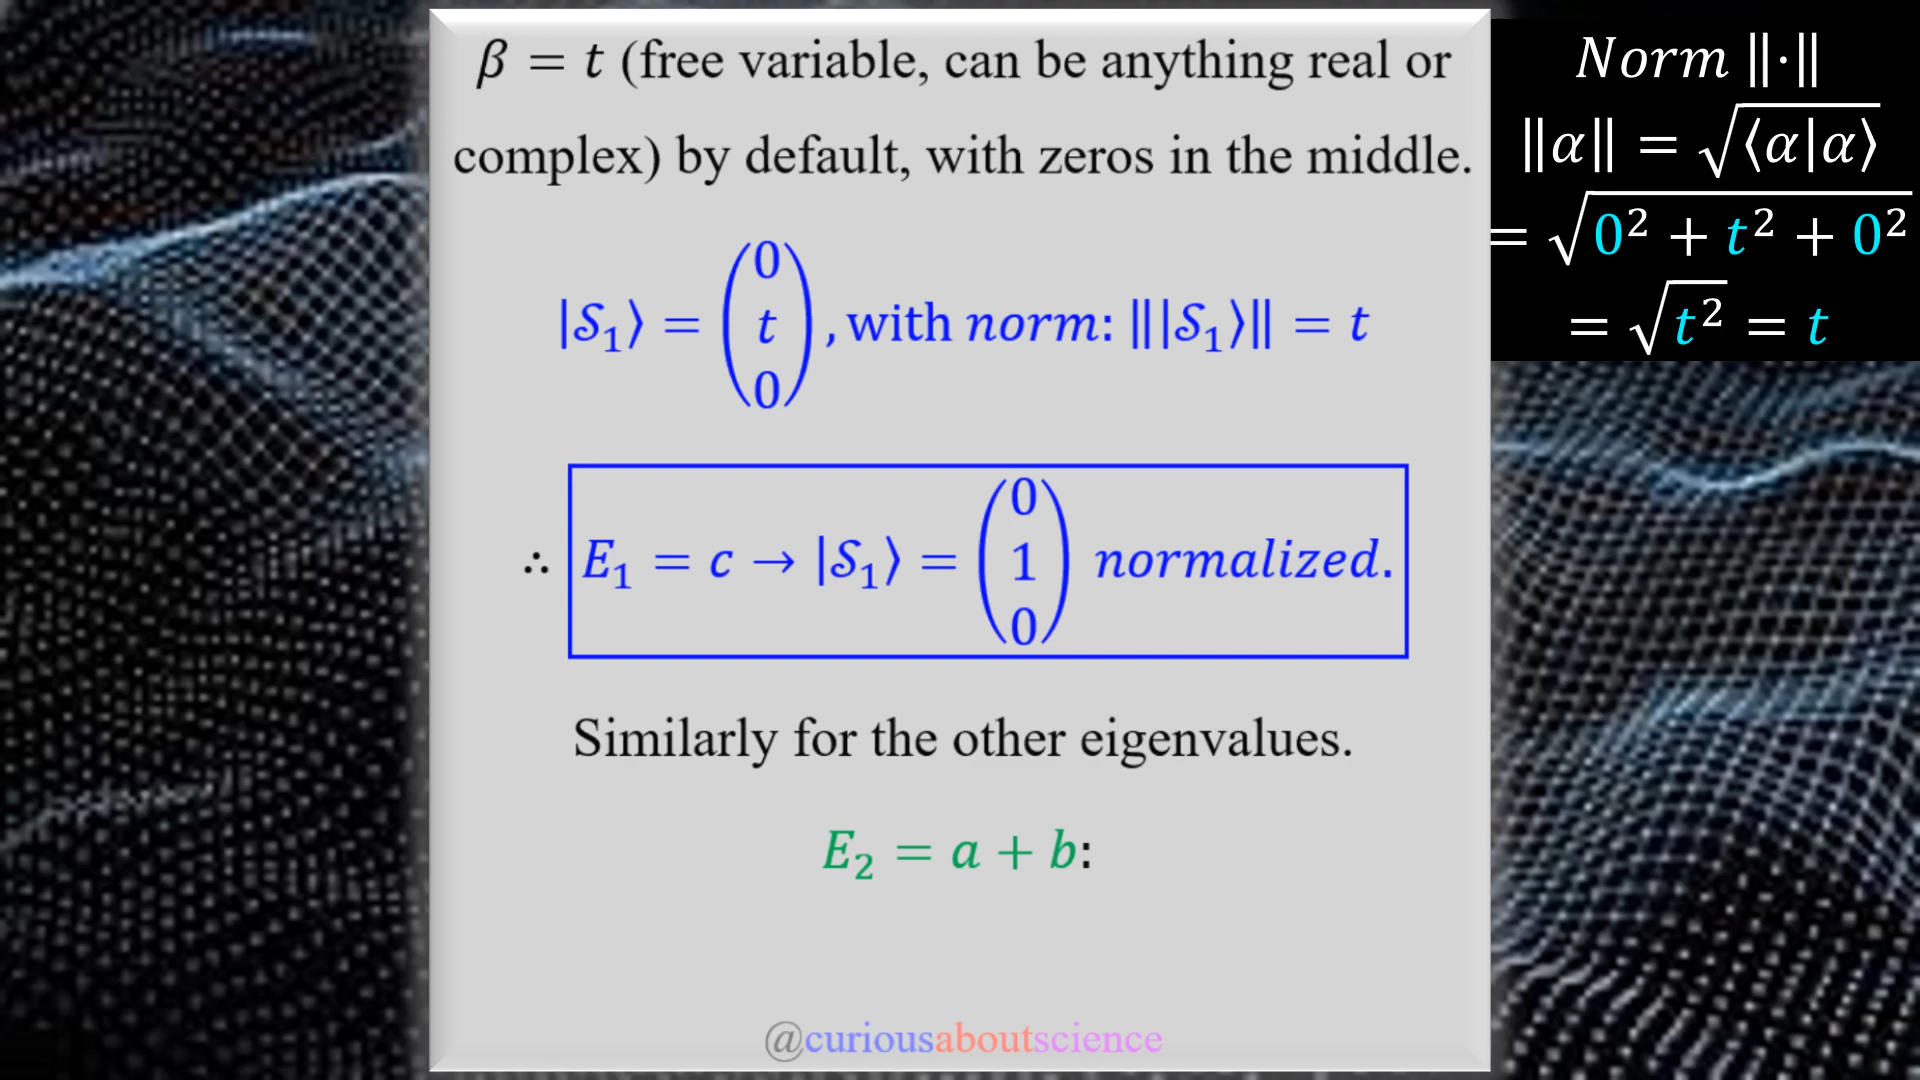 β = t (free variable, can be anything real or
complex) by default, with zeros in the middle.
|𝒮₁⟩ = (0 t 0), with norm: ‖|𝒮₁⟩‖ = t
∴ E₁ = c → |𝒮₁⟩ = (0 1 0) normalized.
Similarly for the other eigenvalues.
E₂ = a + b:
@curiousaboutscience
Norm ‖·‖
‖α‖ = √⟨α|α⟩
= √0² + t² + 0²
= √t² = t